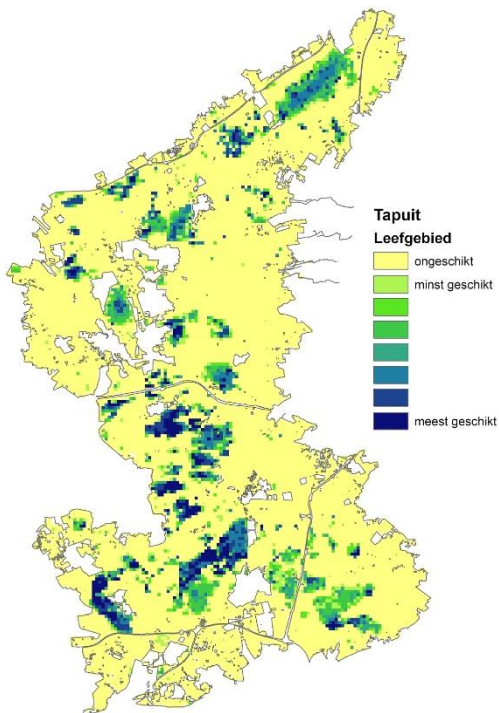 Tapuit
Leefgebied
ongeschikt
minst geschikt
meest geschikt